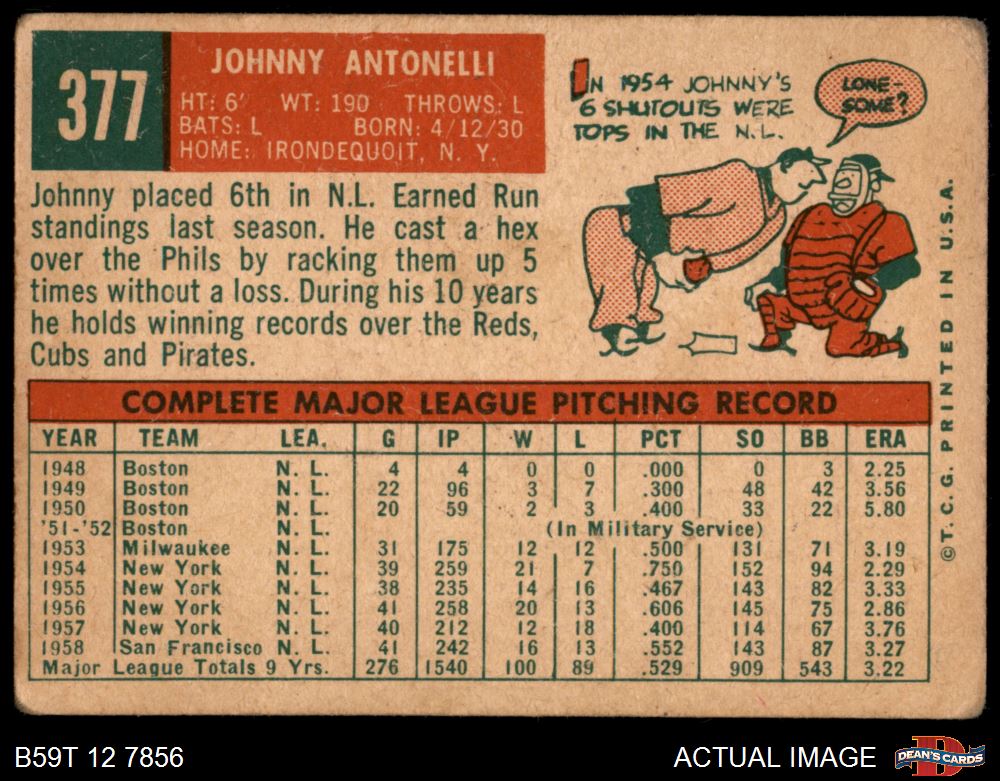 377
JOHNNY ANTONELLI
HT: 6' WT: 190 THROWS: L
BATS: L BORN: 4/12/30
HOME: IRONDEQUOIT, N. Y.
Johnny placed 6th in N.L. Earned Run
standings last season. He cast a hex
over the Phils by racking them up 5
times without a loss. During his 10 years
he holds winning records over the Reds,
Cubs and Pirates.
IN 1954 JOHNNY'S
6 SHUTOUTS WERE
TOPS IN THE N.L.
LONE-
SOME?
COMPLETE MAJOR LEAGUE PITCHING RECORD
YEAR TEAM LEA. G IP W L PCT SO BB ERA
1948 Boston N. L. 4 4 0 0 .000 0 3 2.25
1949 Boston N. L. 22 96 3 7 .300 48 42 3.56
1950 Boston N. L. 20 59 2 3 .400 33 22 5.80
'51-'52 Boston N. L. (In Military Service)
1953 Milwaukee N. L. 31 175 12 12 .500 131 71 3.19
1954 New York N. L. 39 259 21 7 .750 152 94 2.29
1955 New York N. L. 38 235 14 16 .467 143 82 3.33
1956 New York N. L. 41 258 20 13 .606 145 75 2.86
1957 New York N. L. 40 212 12 18 .400 114 67 3.76
1958 San Francisco N. L. 41 242 16 13 .552 143 87 3.27
Major League Totals 9 Yrs. 276 1540 100 89 .529 909 543 3.22
© T. C. G. PRINTED IN U.S.A.
B59T 12 7856
ACTUAL IMAGE
D
DEAN'S CARDS